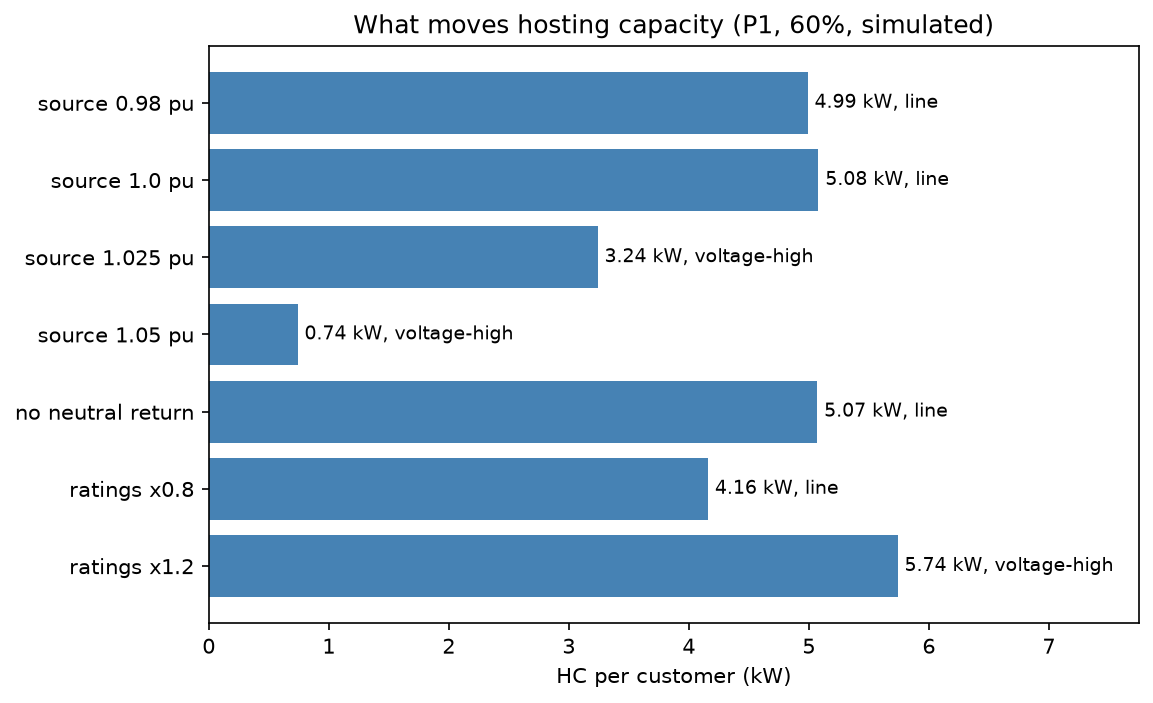 What moves hosting capacity (P1, 60%, simulated)
source 0.98 pu
4.99 kW, line
source 1.0 pu
5.08 kW, line
source 1.025 pu
3.24 kW, voltage-high
source 1.05 pu
0.74 kW, voltage-high
no neutral return
5.07 kW, line
ratings x0.8
4.16 kW, line
ratings x1.2
5.74 kW, voltage-high
0 1 2 3 4 5 6 7
HC per customer (kW)